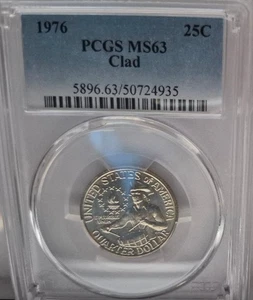 1976 25C
PCGS MS63
Clad
5896.63/50724935
UNITED STATES OF AMERICA
QUARTER DOLLAR